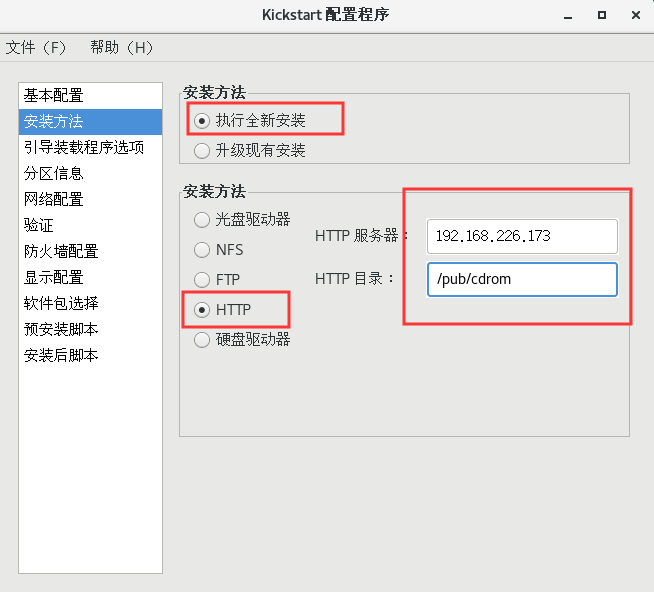 Kickstart 配置程序
文件（F） 帮助（H）
基本配置
安装方法
引导装载程序选项
分区信息
网络配置
验证
防火墙配置
显示配置
软件包选择
预安装脚本
安装后脚本
安装方法
执行全新安装
升级现有安装
安装方法
光盘驱动器
NFS
FTP
HTTP
硬盘驱动器
HTTP 服务器： 192.168.226.173
HTTP 目录： /pub/cdrom